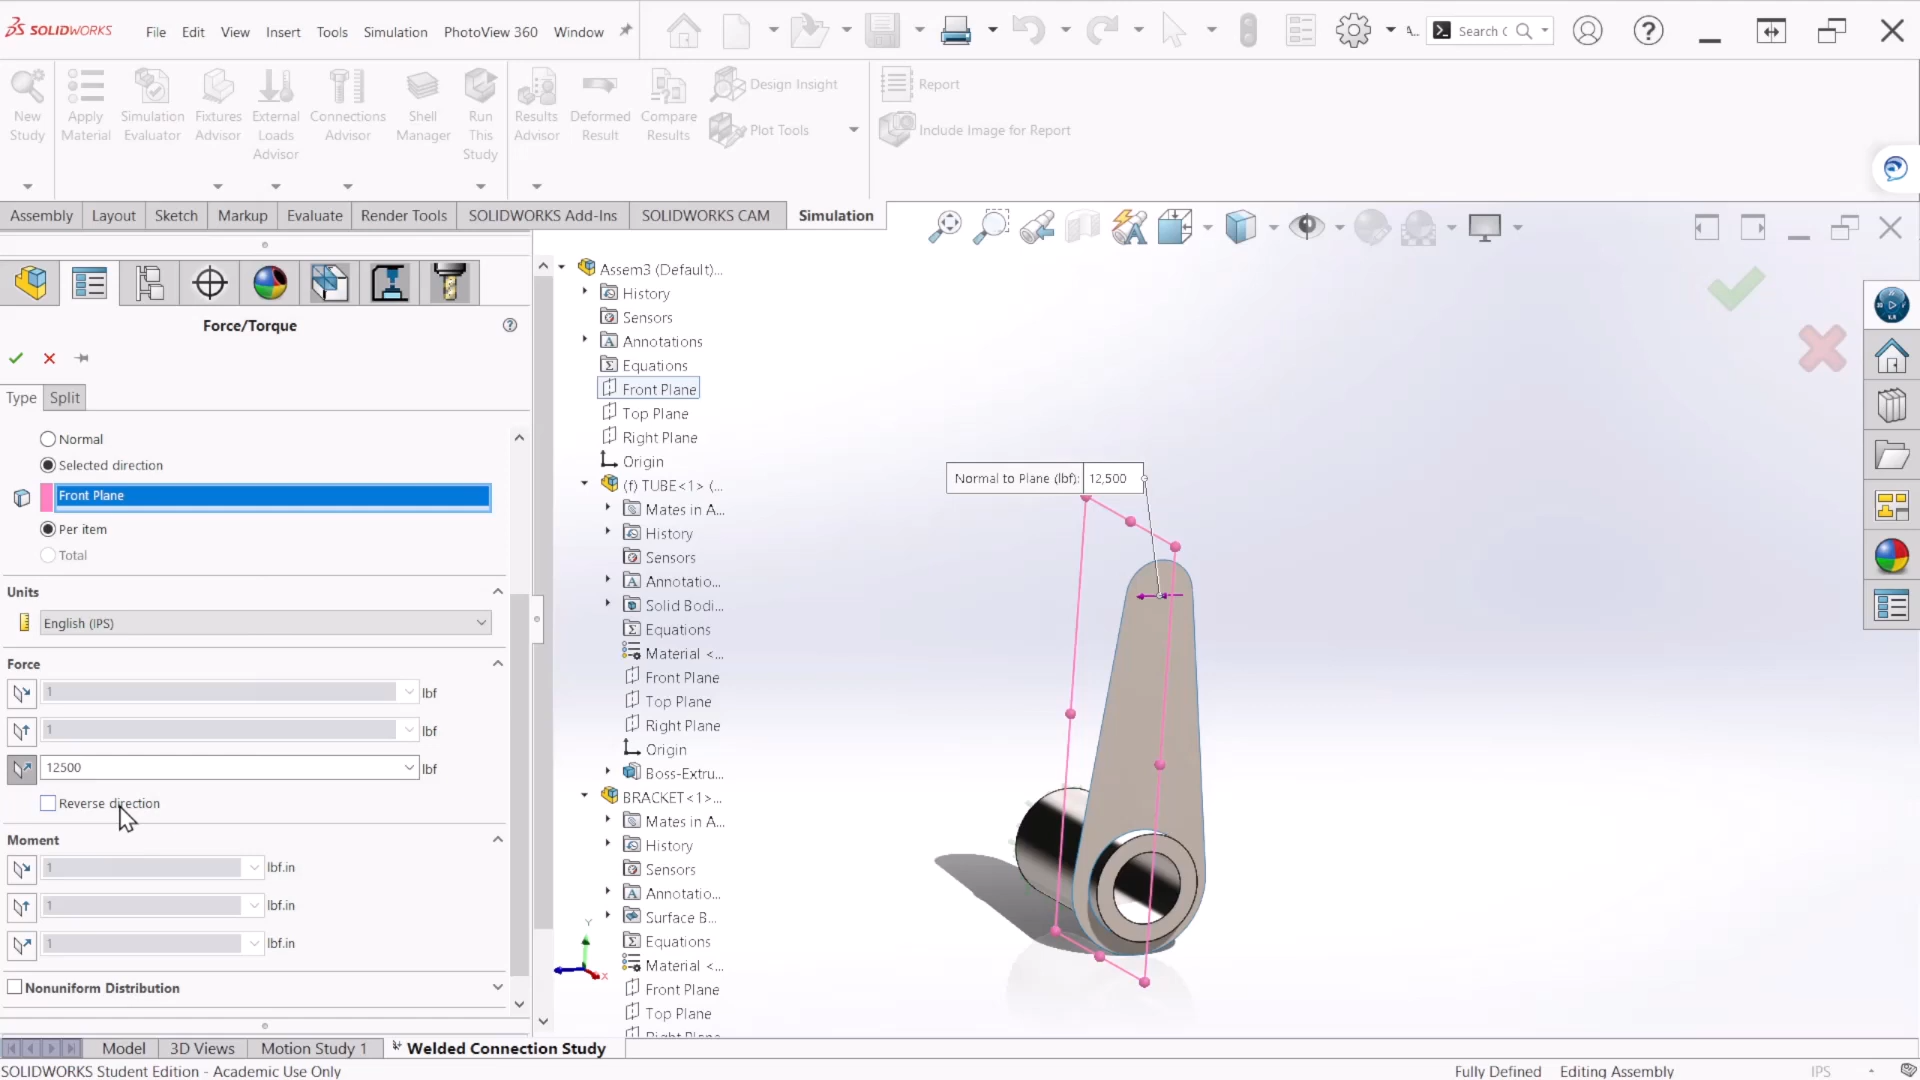 SOLIDWORKS
File Edit View Insert Tools Simulation PhotoView 360 Window
A...
Search C
New Study
Apply Material
Simulation Evaluator
Fixtures Advisor
External Loads Advisor
Connections Advisor
Shell Manager
Run This Study
Results Advisor
Deformed Result
Compare Results
Design Insight
Plot Tools
Report
Include Image for Report
Assembly Layout Sketch Markup Evaluate Render Tools SOLIDWORKS Add-Ins SOLIDWORKS CAM Simulation
Force/Torque
Type Split
Normal
Selected direction
Front Plane
Per item
Total
Units
English (IPS)
Force
1 lbf
1 lbf
12500 lbf
Reverse direction
Moment
1 lbf.in
1 lbf.in
1 lbf.in
Nonuniform Distribution
Assem3 (Default)...
History
Sensors
Annotations
Equations
Front Plane
Top Plane
Right Plane
Origin
(f) TUBE<1> (...
Mates in A...
History
Sensors
Annotatio...
Solid Bodi...
Equations
Material <...
Front Plane
Top Plane
Right Plane
Origin
Boss-Extru...
BRACKET<1>...
Mates in A...
History
Sensors
Annotatio...
Surface B...
Equations
Material <...
Front Plane
Top Plane
Right Plane
Normal to Plane (lbf): 12,500
Y
X
Model 3D Views Motion Study 1 Welded Connection Study
SOLIDWORKS Student Edition - Academic Use Only
Fully Defined Editing Assembly IPS